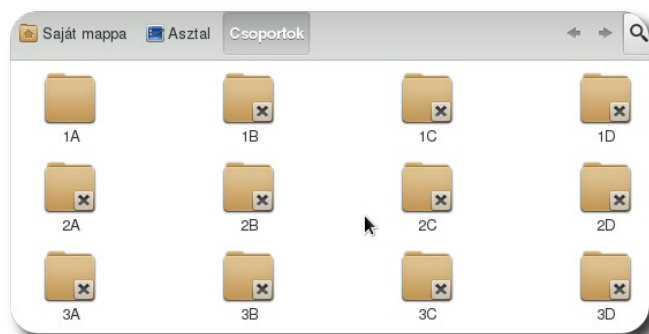 Saját mappa Asztal Csoportok
1A 1B 1C 1D
2A 2B 2C 2D
3A 3B 3C 3D